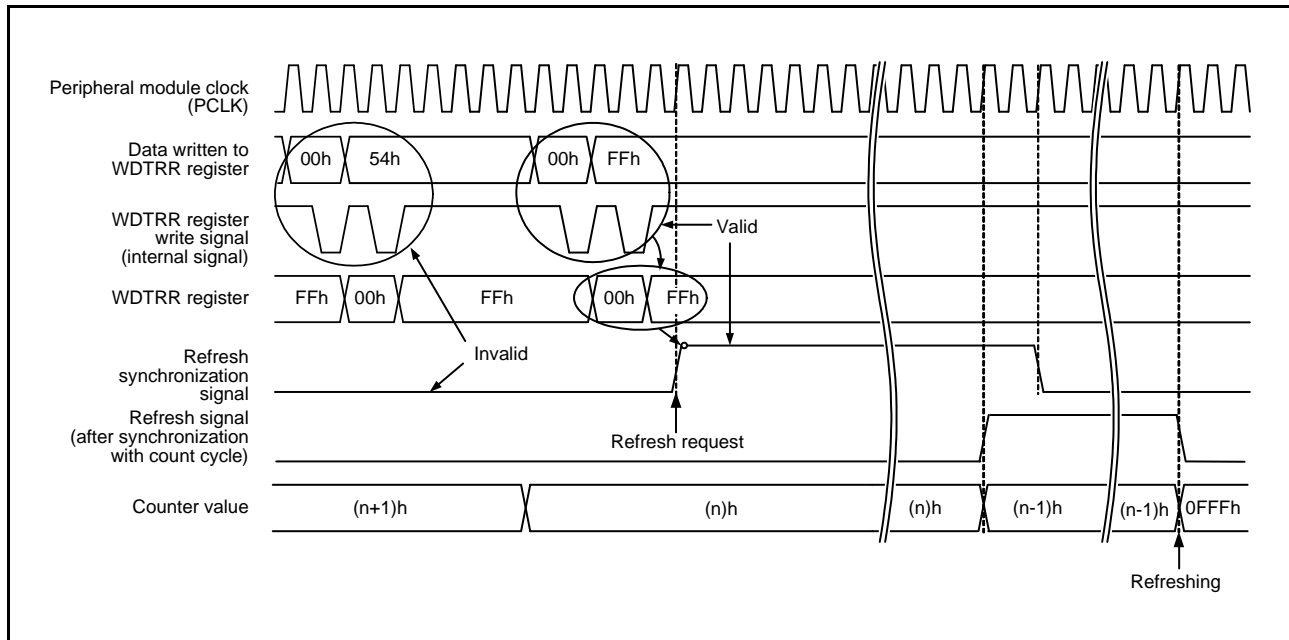 Peripheral module clock
(PCLK)
Data written to
WDTRR register
00h
54h
00h
FFh
WDTRR register
write signal
(internal signal)
Valid
WDTRR register
FFh
00h
FFh
00h
FFh
Invalid
Refresh
synchronization
signal
Refresh request
Refresh signal
(after synchronization
with count cycle)
Counter value
(n+1)h
(n)h
(n)h
(n-1)h
(n-1)h
0FFFh
Refreshing